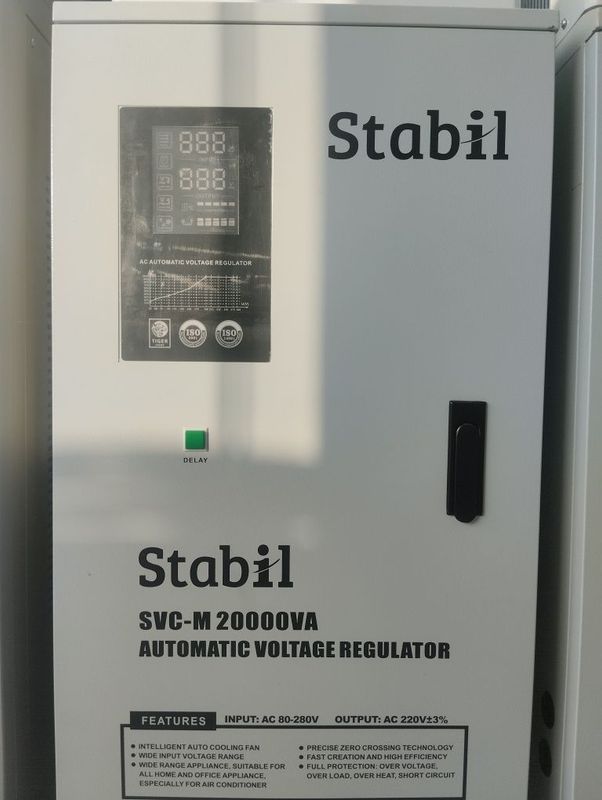 Stabil
888
888
OUTPUT
AC AUTOMATIC VOLTAGE REGULATOR
TIGER
ISO
9001
ISO
14001
DELAY
Stabil
SVC-M 20000VA
AUTOMATIC VOLTAGE REGULATOR
FEATURES INPUT: AC 80-280V OUTPUT: AC 220V±3%
● INTELLIGENT AUTO COOLING FAN
● WIDE INPUT VOLTAGE RANGE
● WIDE RANGE APPLIANCE, SUITABLE FOR
ALL HOME AND OFFICE APPLIANCE,
ESPECIALLY FOR AIR CONDITIONER
● PRECISE ZERO CROSSING TECHNOLOGY
● FAST CREATION AND HIGH EFFICIENCY
● FULL PROTECTION: OVER VOLTAGE,
OVER LOAD, OVER HEAT, SHORT CIRCUIT